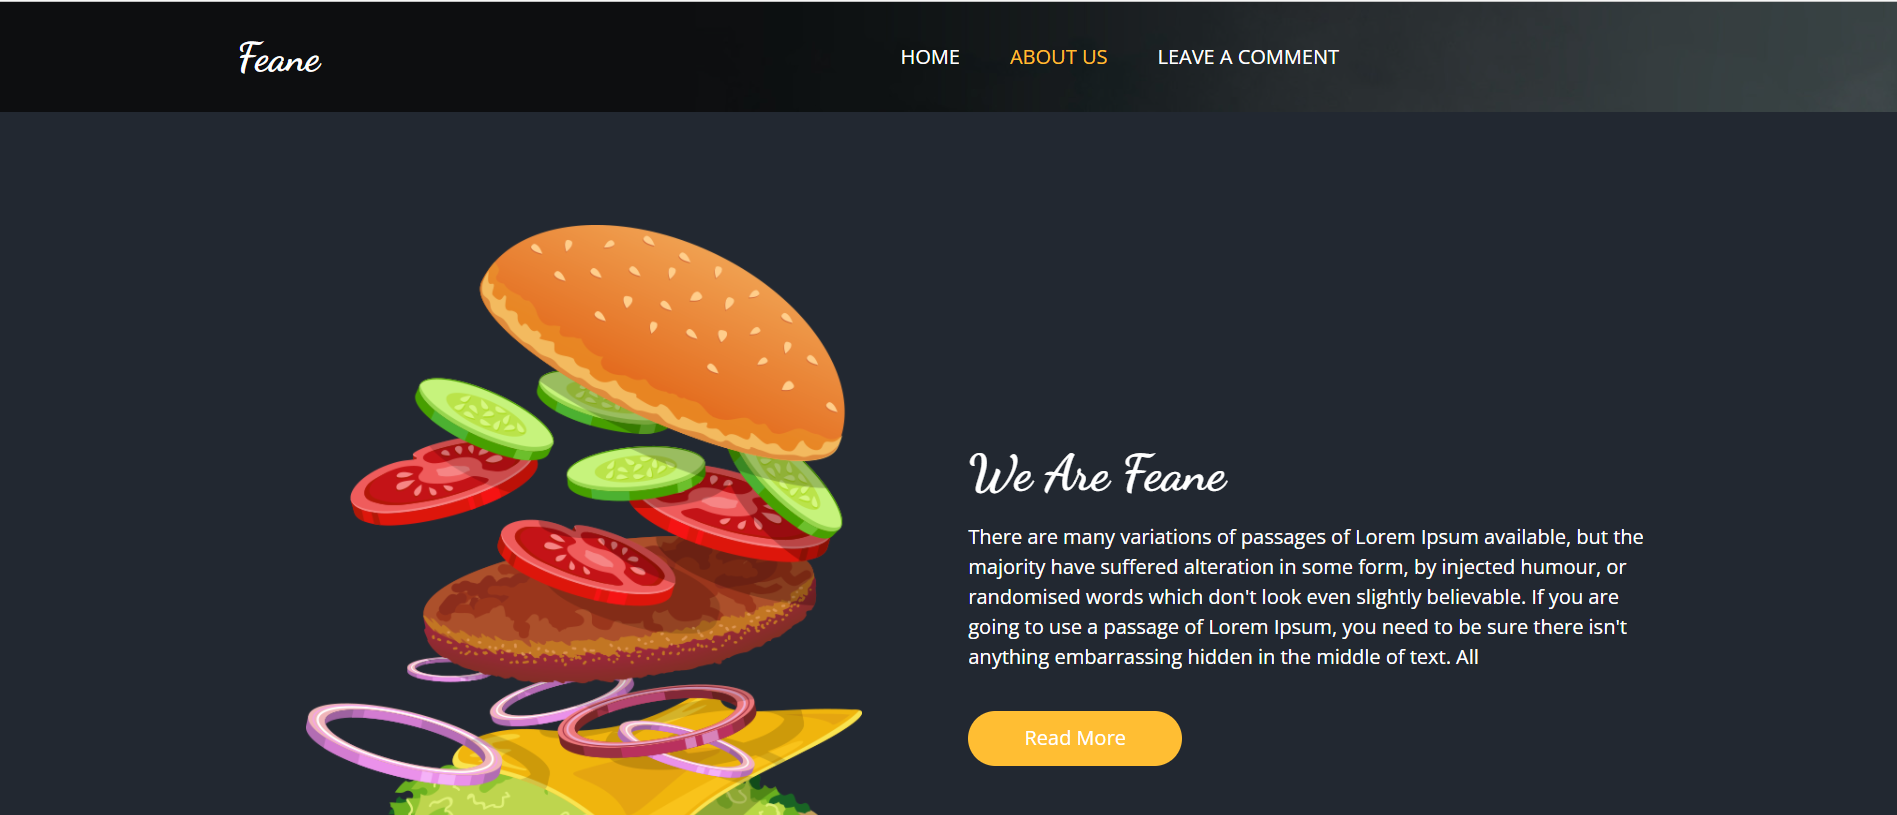 Feane
HOME
ABOUT US
LEAVE A COMMENT
We Are Feane
There are many variations of passages of Lorem Ipsum available, but the
majority have suffered alteration in some form, by injected humour, or
randomised words which don't look even slightly believable. If you are
going to use a passage of Lorem Ipsum, you need to be sure there isn't
anything embarrassing hidden in the middle of text. All
Read More